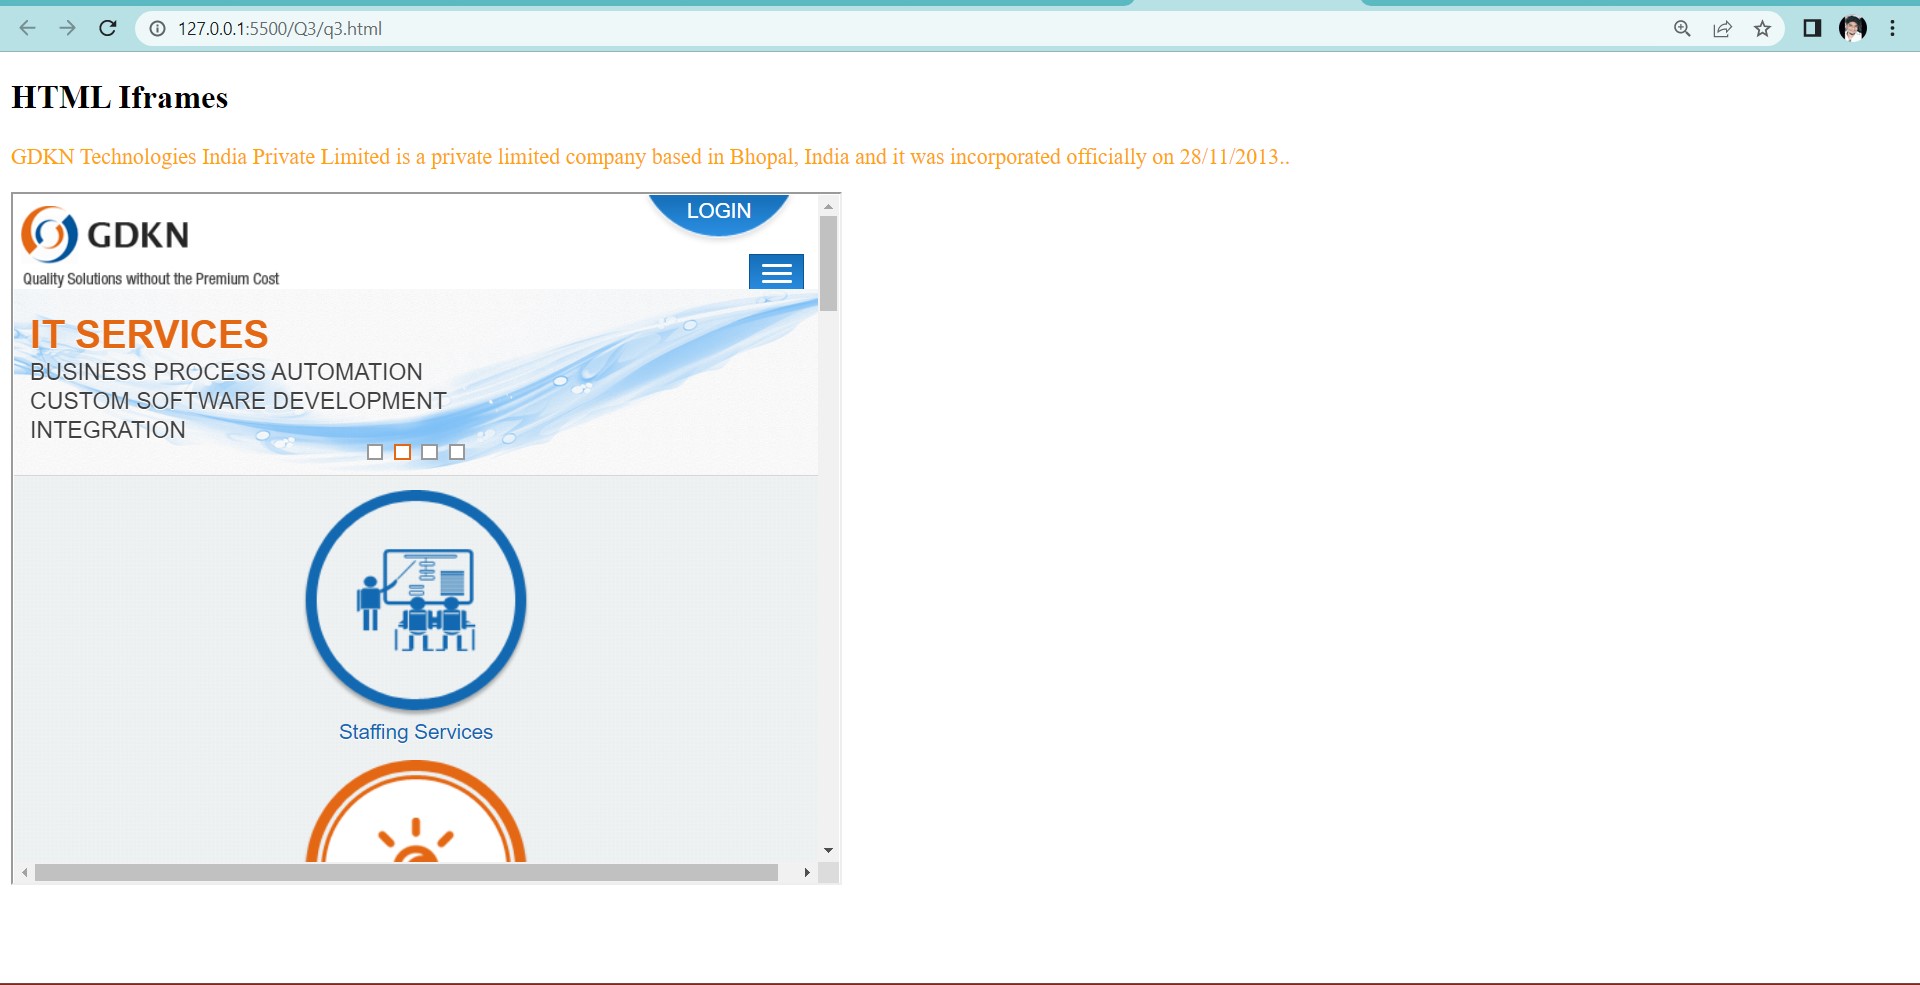 127.0.0.1:5500/Q3/q3.html
HTML Iframes
GDKN Technologies India Private Limited is a private limited company based in Bhopal, India and it was incorporated officially on 28/11/2013..
LOGIN
GDKN
Quality Solutions without the Premium Cost
IT SERVICES
BUSINESS PROCESS AUTOMATION
CUSTOM SOFTWARE DEVELOPMENT
INTEGRATION
Staffing Services